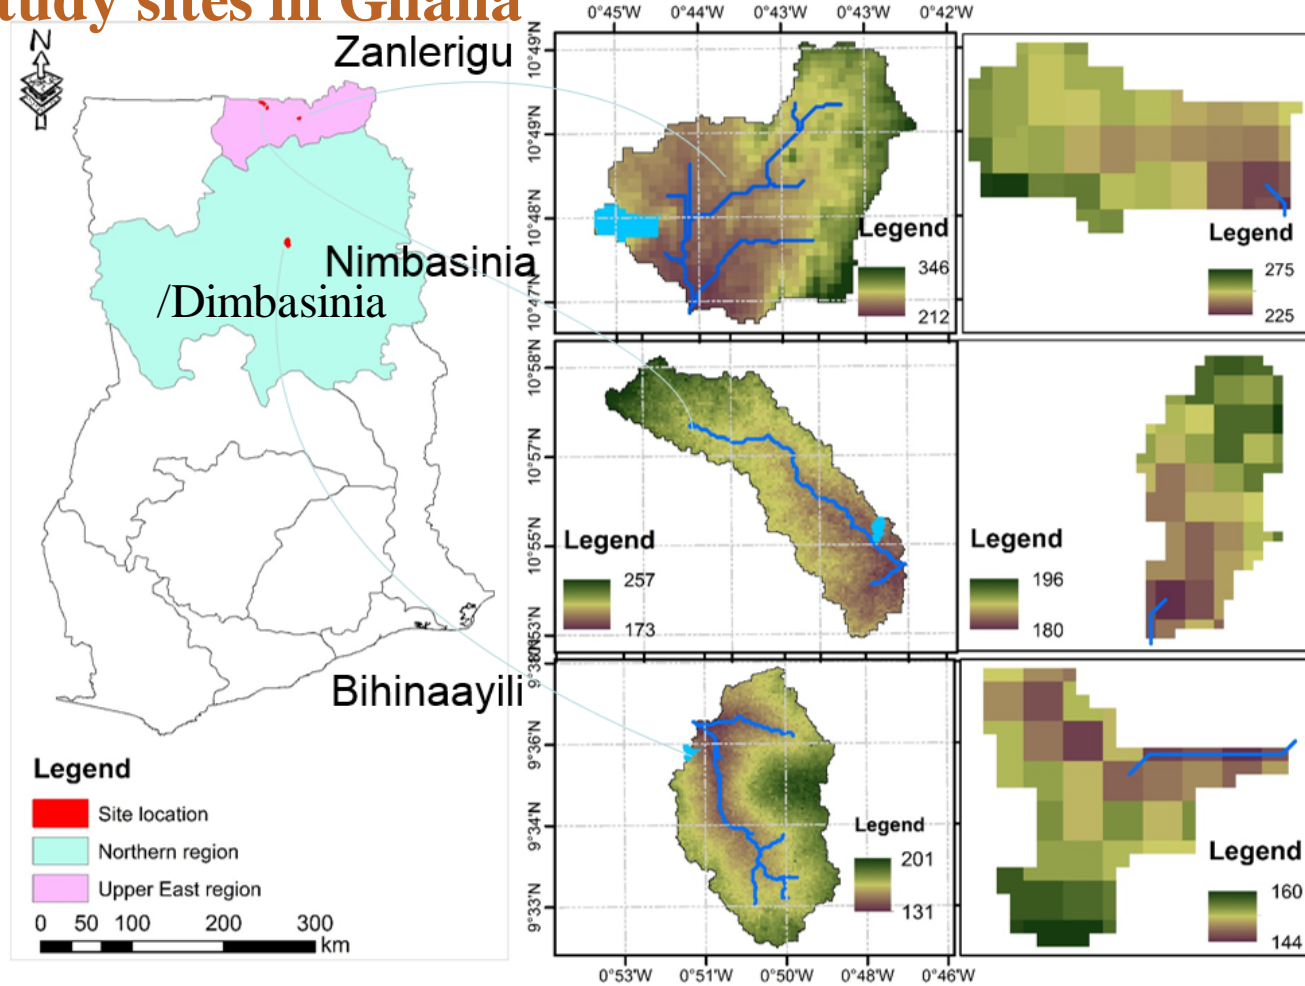 tudy sites in Ghana
N
Zanlerigu
Nimbasinia
/Dimbasinia
Bihinaayili
Legend
Site location
Northern region
Upper East region
0 50 100 200 300
km
0°45'W 0°44'W 0°43'W 0°43'W 0°42'W
10°49'N
10°49'N
10°48'N
10°47'N
Legend
346
212
Legend
275
225
10°58'N
10°57'N
10°55'N
Legend
257
173
Legend
196
180
9°36'N
9°34'N
9°33'N
Legend
201
131
Legend
160
144
0°53'W 0°51'W 0°50'W 0°48'W 0°46'W